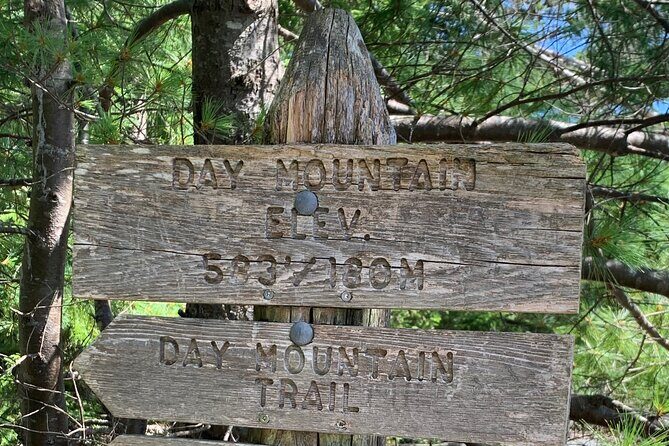 DAY MOUNTAIN
ELEV.
583'/180M
DAY MOUNTAIN
TRAIL